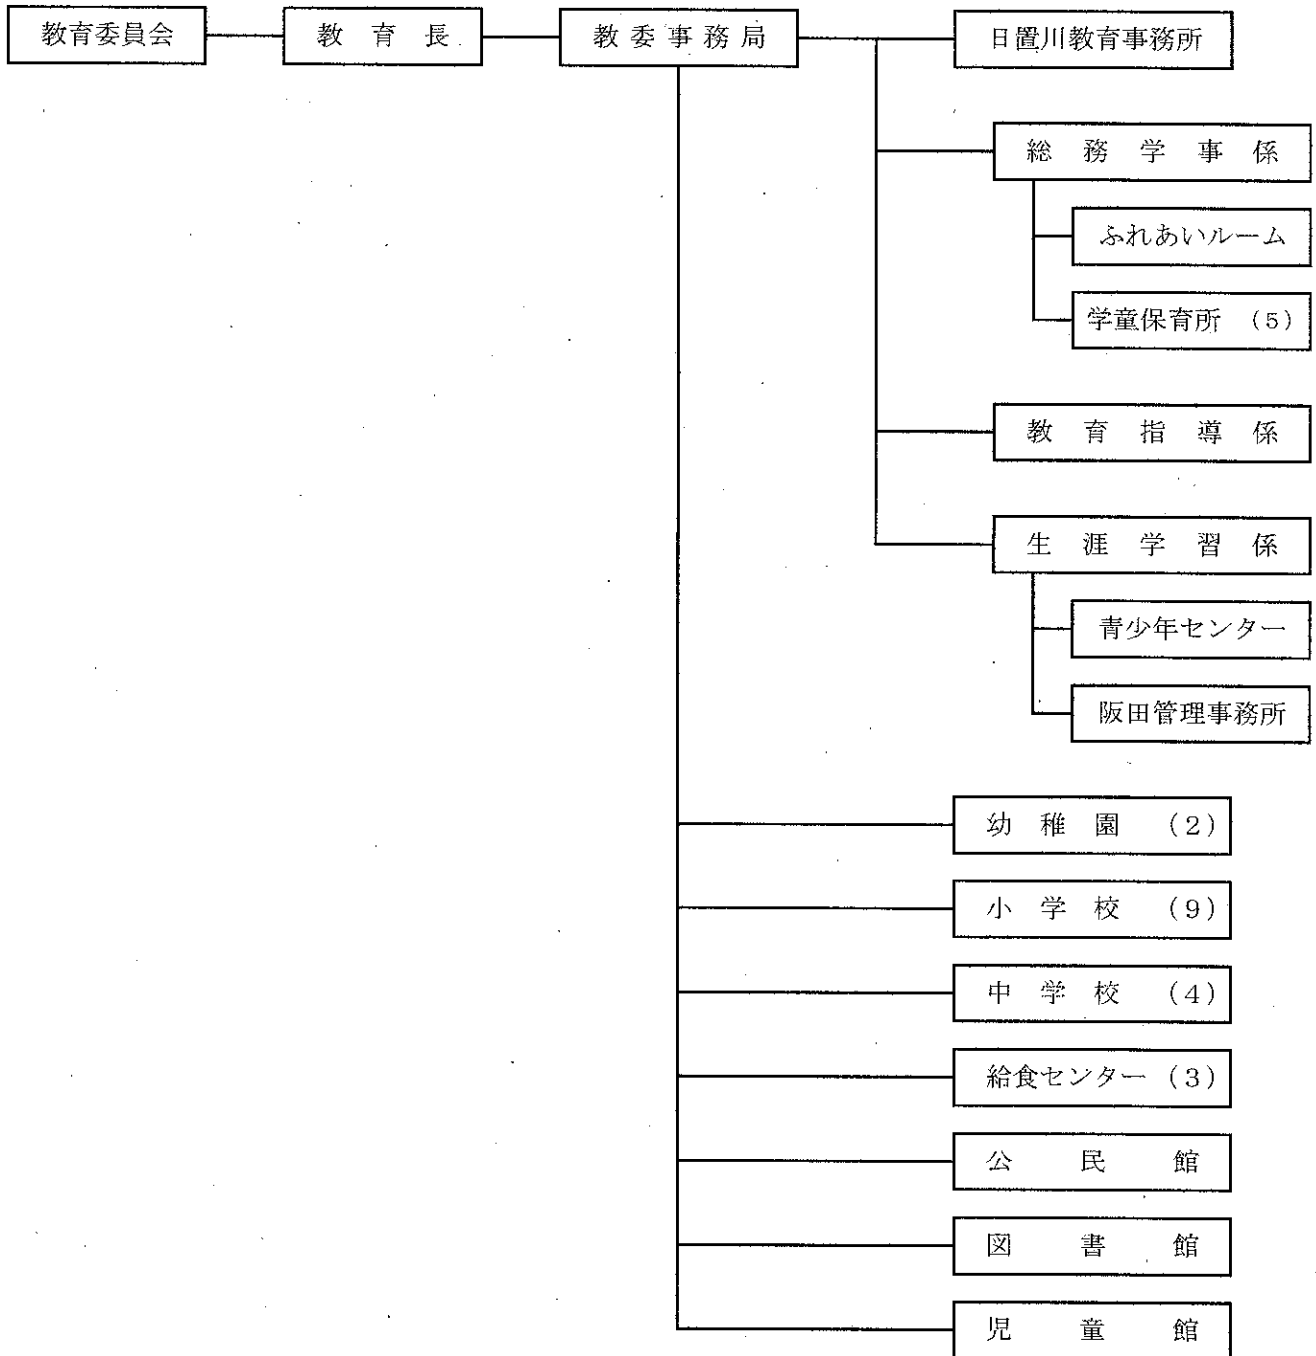 教育委員会
教育長
教委事務局
日置川教育事務所
総務学事係
ふれあいルーム
学童保育所 (5)
教育指導係
生涯学習係
青少年センター
阪田管理事務所
幼稚園 (2)
小学校 (9)
中学校 (4)
給食センター (3)
公民館
図書館
児童館